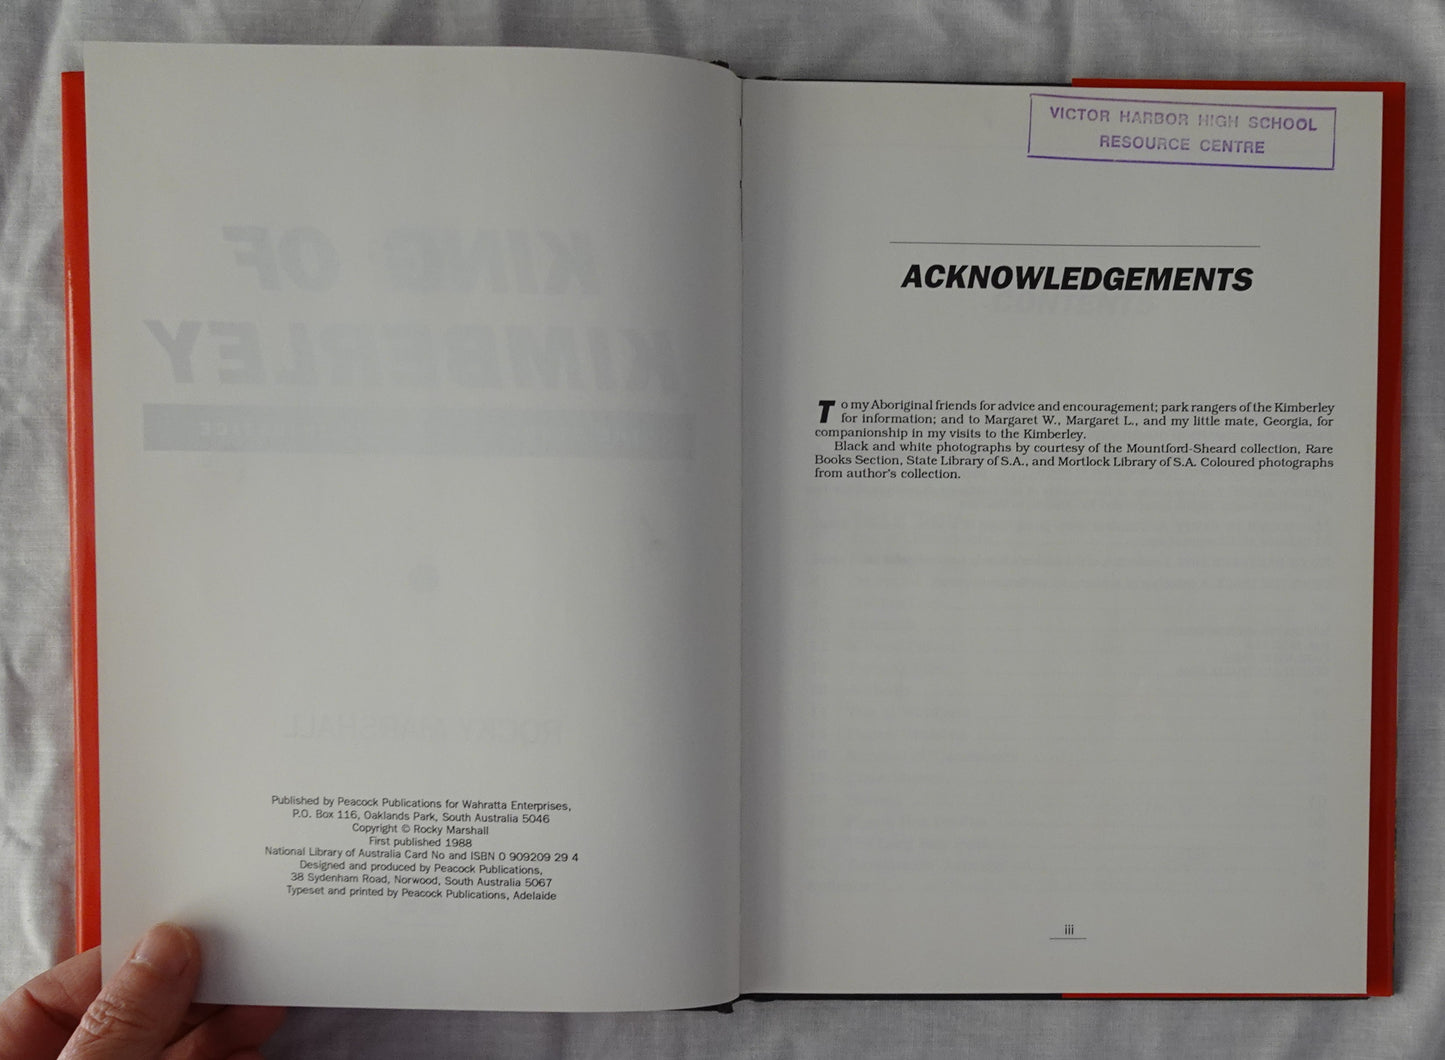 Published by Peacock Publications for Wahratta Enterprises,
P.O. Box 116, Oaklands Park, South Australia 5046
Copyright © Rocky Marshall
First published 1988
National Library of Australia Card No and ISBN 0 909209 29 4
Designed and produced by Peacock Publications,
38 Sydenham Road, Norwood, South Australia 5067
Typeset and printed by Peacock Publications, Adelaide
KING OF
KIMBERLEY
ROCKY MARSHALL
VICTOR HARBOR HIGH SCHOOL
RESOURCE CENTRE
ACKNOWLEDGEMENTS
To my Aboriginal friends for advice and encouragement; park rangers of the Kimberley
for information; and to Margaret W., Margaret L., and my little mate, Georgia, for
companionship in my visits to the Kimberley.
Black and white photographs by courtesy of the Mountford-Sheard collection, Rare
Books Section, State Library of S.A., and Mortlock Library of S.A. Coloured photographs
from author's collection.
iii